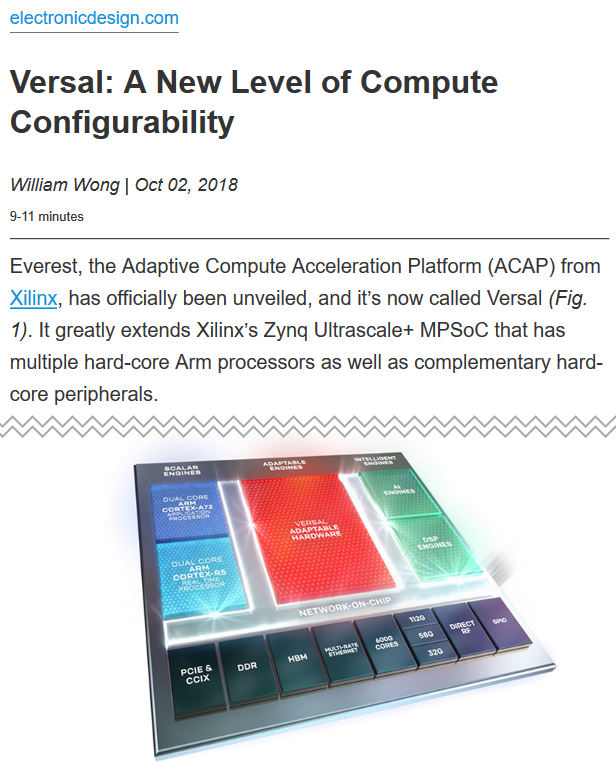 electronicdesign.com
Versal: A New Level of Compute
Configurability
William Wong | Oct 02, 2018
9-11 minutes
Everest, the Adaptive Compute Acceleration Platform (ACAP) from
Xilinx, has officially been unveiled, and it’s now called Versal (Fig.
1). It greatly extends Xilinx’s Zynq Ultrascale+ MPSoC that has
multiple hard-core Arm processors as well as complementary hard-
core peripherals.
SCALAR
ENGINES
ADAPTABLE
ENGINES
INTELLIGENT
ENGINES
DUAL CORE
ARM
CORTEX-A72
APPLICATION
PROCESSOR
DUAL CORE
ARM
CORTEX-R5
REAL-TIME
PROCESSOR
VERSAL
ADAPTABLE
HARDWARE
AI
ENGINES
DSP
ENGINES
NETWORK-ON-CHIP
PCIE &
CCIX
DDR
HBM
MULTI-RATE
ETHERNET
600G
CORES
112G
58G
32G
DIRECT
RF
GPIO